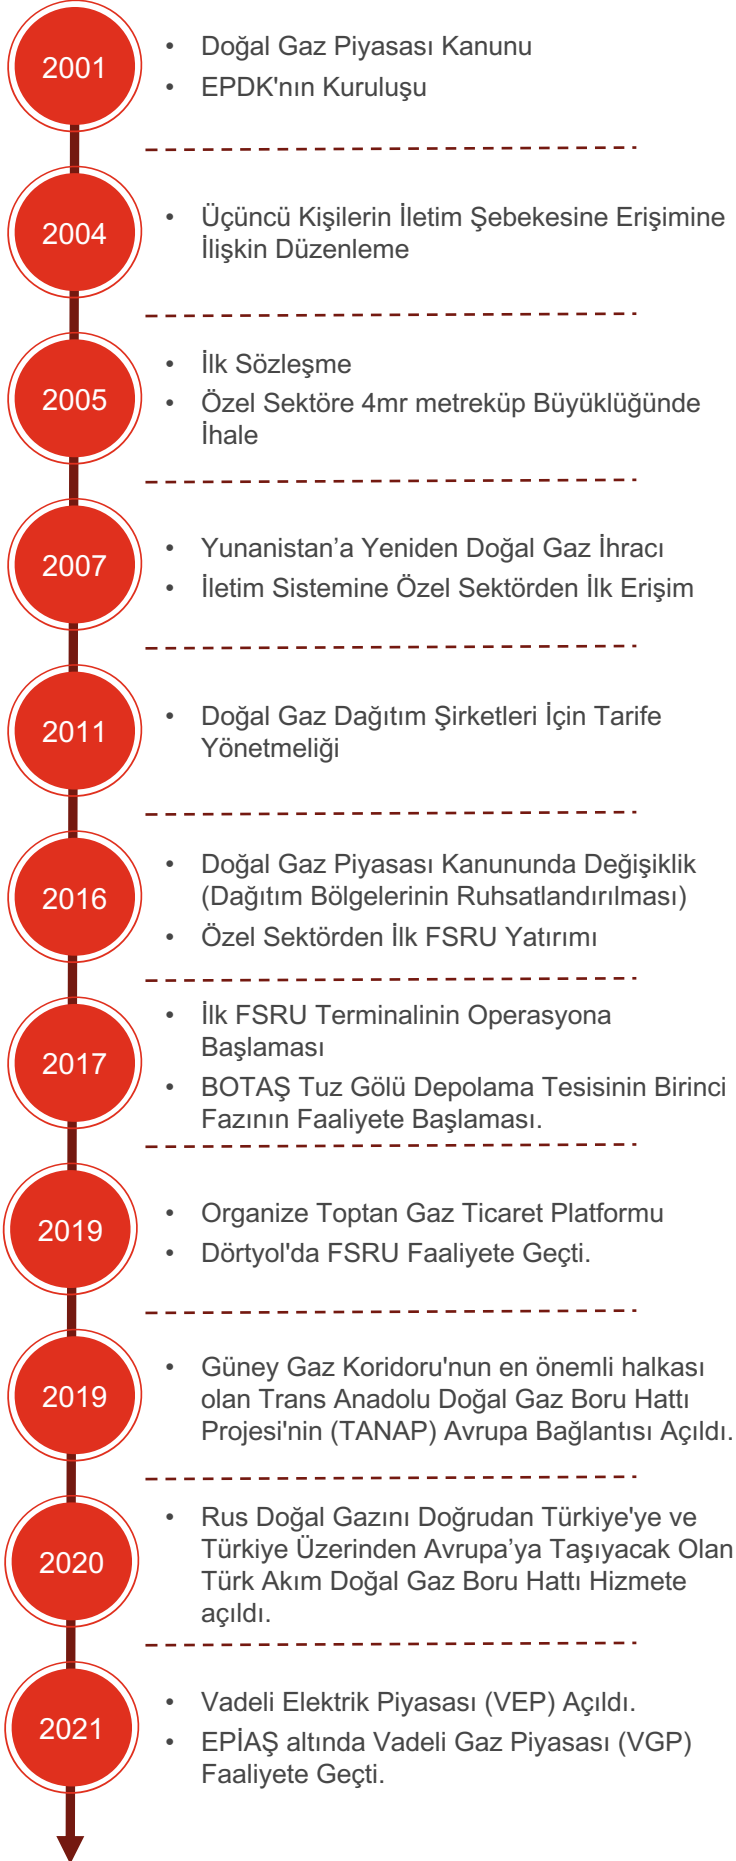 2001
• Doğal Gaz Piyasası Kanunu
• EPDK'nın Kuruluşu
2004
• Üçüncü Kişilerin İletim Şebekesine Erişimine
İlişkin Düzenleme
2005
• İlk Sözleşme
• Özel Sektöre 4mr metreküp Büyüklüğünde
İhale
2007
• Yunanistan’a Yeniden Doğal Gaz İhracı
• İletim Sistemine Özel Sektörden İlk Erişim
2011
• Doğal Gaz Dağıtım Şirketleri İçin Tarife
Yönetmeliği
2016
• Doğal Gaz Piyasası Kanununda Değişiklik
(Dağıtım Bölgelerinin Ruhsatlandırılması)
• Özel Sektörden İlk FSRU Yatırımı
2017
• İlk FSRU Terminalinin Operasyona
Başlaması
• BOTAŞ Tuz Gölü Depolama Tesisinin Birinci
Fazının Faaliyete Başlaması.
2019
• Organize Toptan Gaz Ticaret Platformu
• Dörtyol'da FSRU Faaliyete Geçti.
2019
• Güney Gaz Koridoru'nun en önemli halkası
olan Trans Anadolu Doğal Gaz Boru Hattı
Projesi'nin (TANAP) Avrupa Bağlantısı Açıldı.
2020
• Rus Doğal Gazını Doğrudan Türkiye'ye ve
Türkiye Üzerinden Avrupa’ya Taşıyacak Olan
Türk Akım Doğal Gaz Boru Hattı Hizmete
açıldı.
2021
• Vadeli Elektrik Piyasası (VEP) Açıldı.
• EPİAŞ altında Vadeli Gaz Piyasası (VGP)
Faaliyete Geçti.